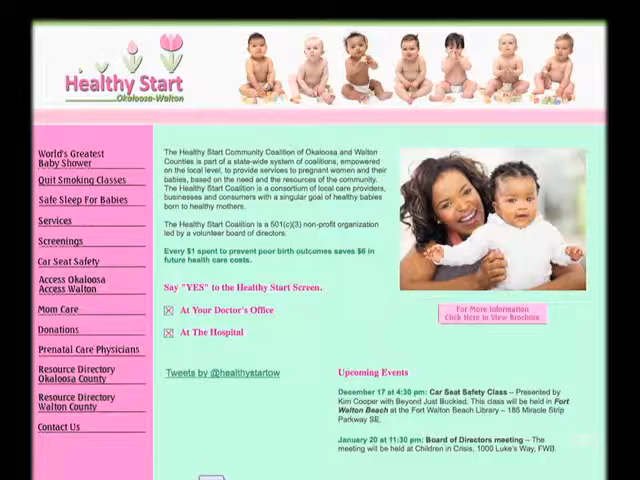 Healthy Start
Okaloosa-Walton
World's Greatest
Baby Shower
Quit Smoking Classes
Safe Sleep For Babies
Services
Screenings
Car Seat Safety
Access Okaloosa
Access Walton
Mom Care
Donations
Prenatal Care Physicians
Resource Directory
Okaloosa County
Resource Directory
Walton County
Contact Us
The Healthy Start Community Coalition of Okaloosa and Walton
Counties is part of a state-wide system of coalitions, empowered
on the local level, to provide services to pregnant women and their
babies, based on the need and the resources of the community.
The Healthy Start Coalition is a consortium of local care providers,
businesses and consumers with a singular goal of healthy babies
born to healthy mothers.
The Healthy Start Coalition is a 501(c)(3) non-profit organization
led by a volunteer board of directors.
Every $1 spent to prevent poor birth outcomes saves $6 in
future health care costs.
Say "YES" to the Healthy Start Screen.
At Your Doctor's Office
At The Hospital
For More Information
Click Here to View Brochure
Tweets by @healthystartow
Upcoming Events
December 17 at 4:30 pm: Car Seat Safety Class – Presented by
Kim Cooper with Beyond Just Buckled. This class will be held in Fort
Walton Beach at the Fort Walton Beach Library – 185 Miracle Strip
Parkway SE.
January 20 at 11:30 pm: Board of Directors meeting – The
meeting will be held at Children in Crisis, 1000 Luke's Way, FWB.